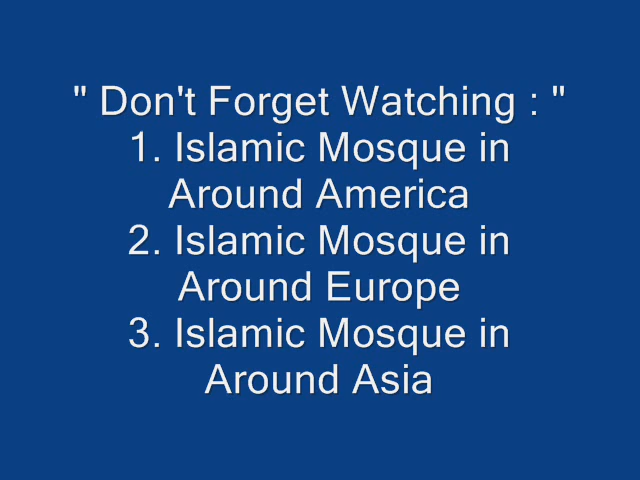 " Don't Forget Watching : "
1. Islamic Mosque in
Around America
2. Islamic Mosque in
Around Europe
3. Islamic Mosque in
Around Asia